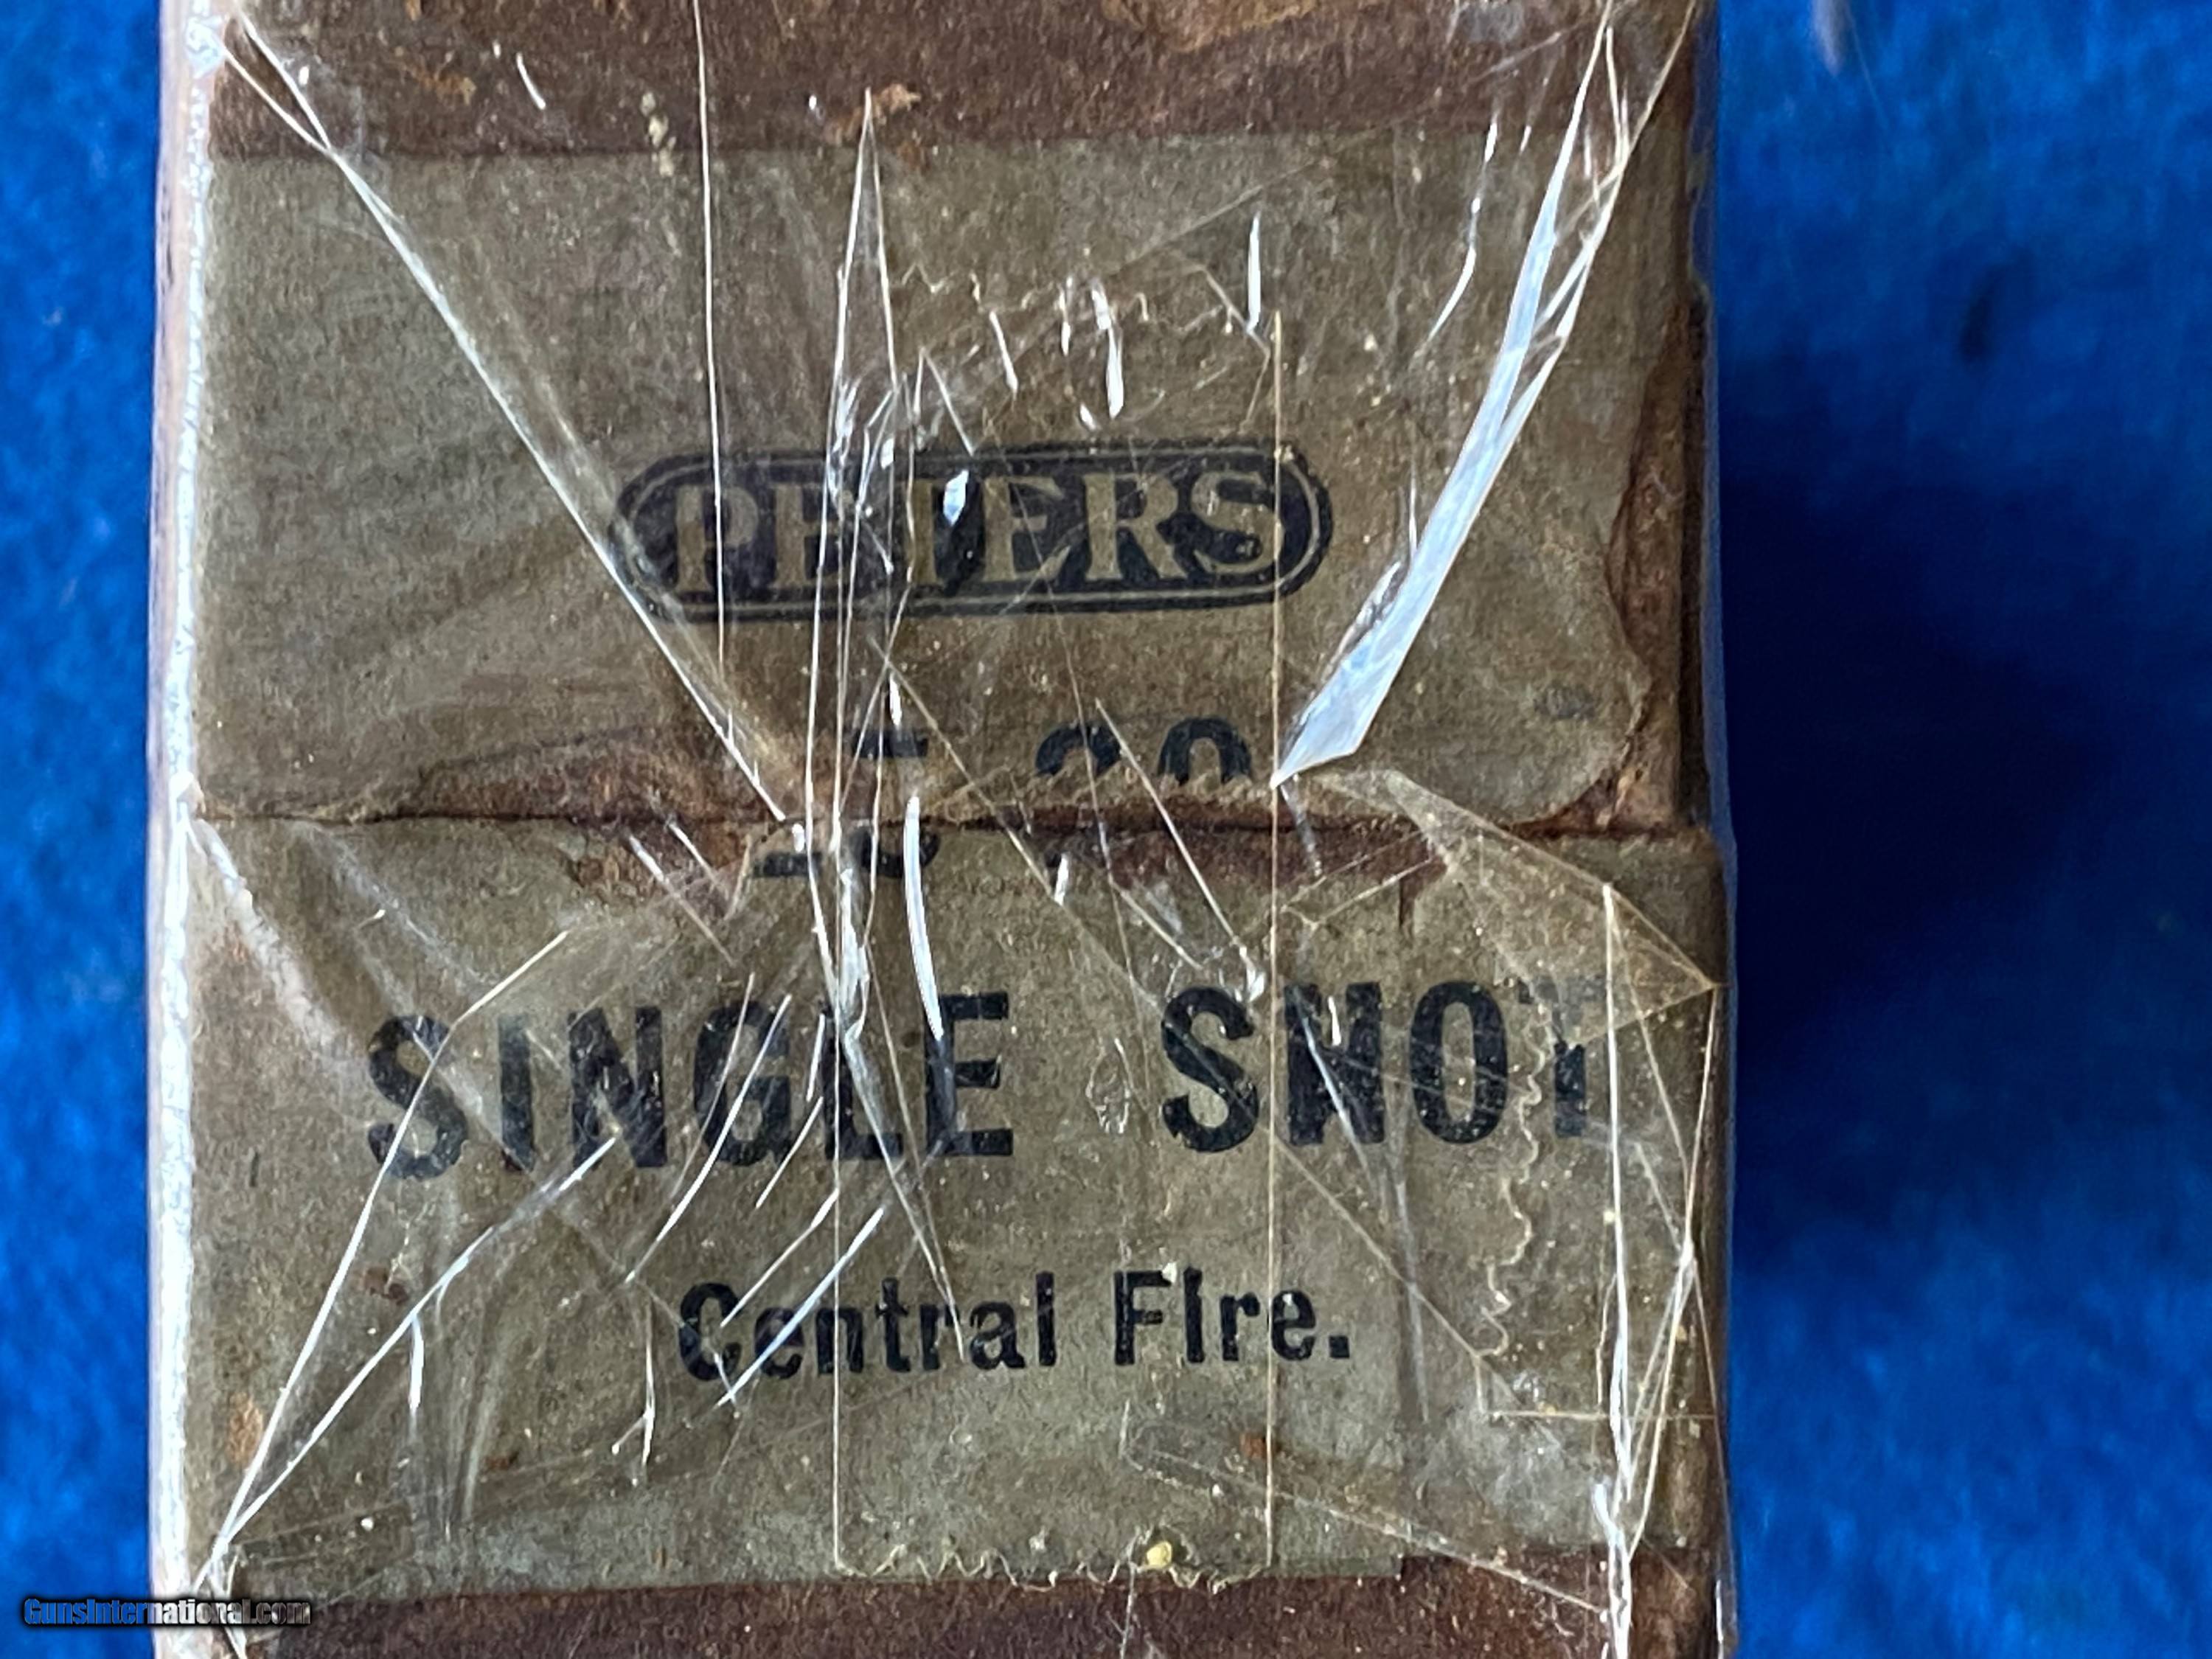 PETERS
SINGLE SHOT
Central Fire.
GunsInternational.com